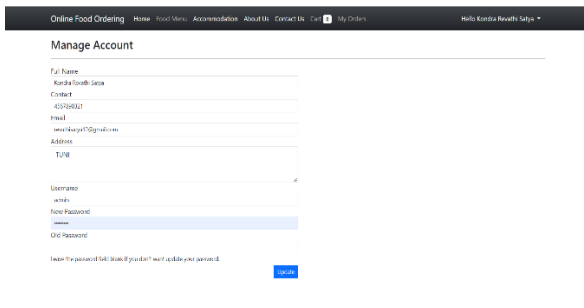 Online Food Ordering Home Food Menu Accommodation About Us Contact Us Cart My Orders Hello Kondra Revathi Satya
Manage Account
Full Name
Kondra Revathi Satya
Contact
Email
Address
TUNI
Username
admin
New Password
Old Password
Leave the password field blank if you don't want update your password.
Update